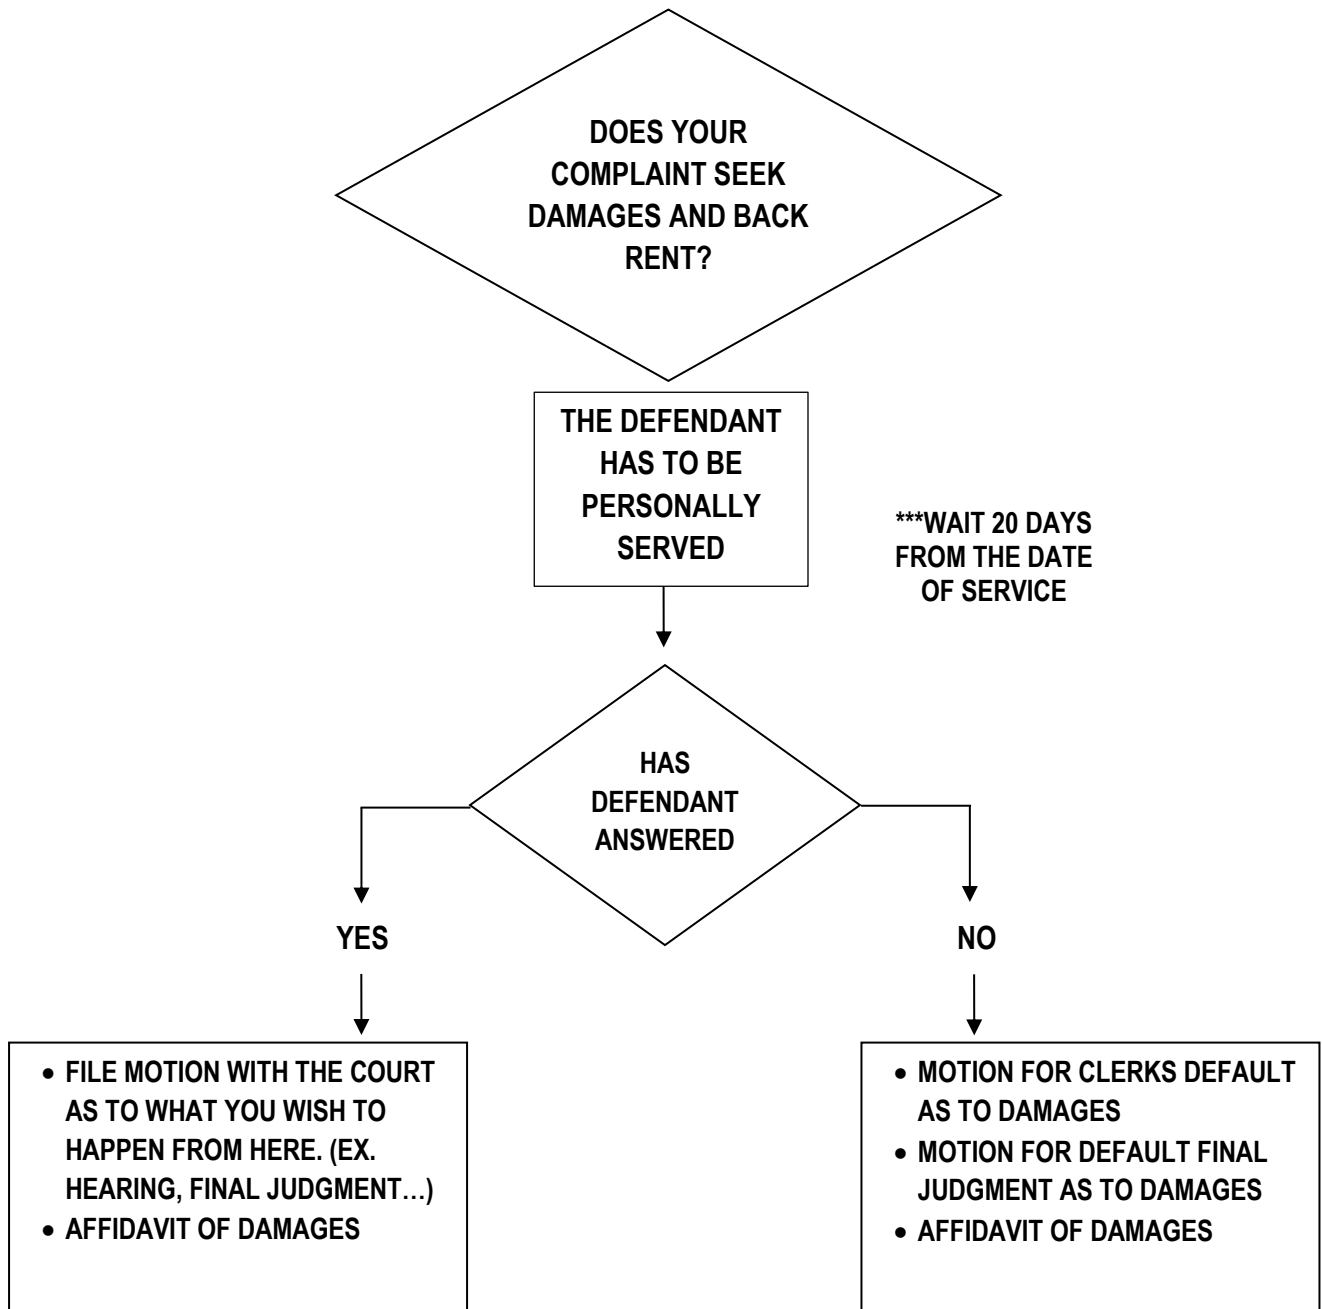 DOES YOUR
COMPLAINT SEEK
DAMAGES AND BACK
RENT?
THE DEFENDANT
HAS TO BE
PERSONALLY
SERVED
***WAIT 20 DAYS
FROM THE DATE
OF SERVICE
HAS
DEFENDANT
ANSWERED
YES
NO
• FILE MOTION WITH THE COURT
AS TO WHAT YOU WISH TO
HAPPEN FROM HERE. (EX.
HEARING, FINAL JUDGMENT…)
• AFFIDAVIT OF DAMAGES
• MOTION FOR CLERKS DEFAULT
AS TO DAMAGES
• MOTION FOR DEFAULT FINAL
JUDGMENT AS TO DAMAGES
• AFFIDAVIT OF DAMAGES